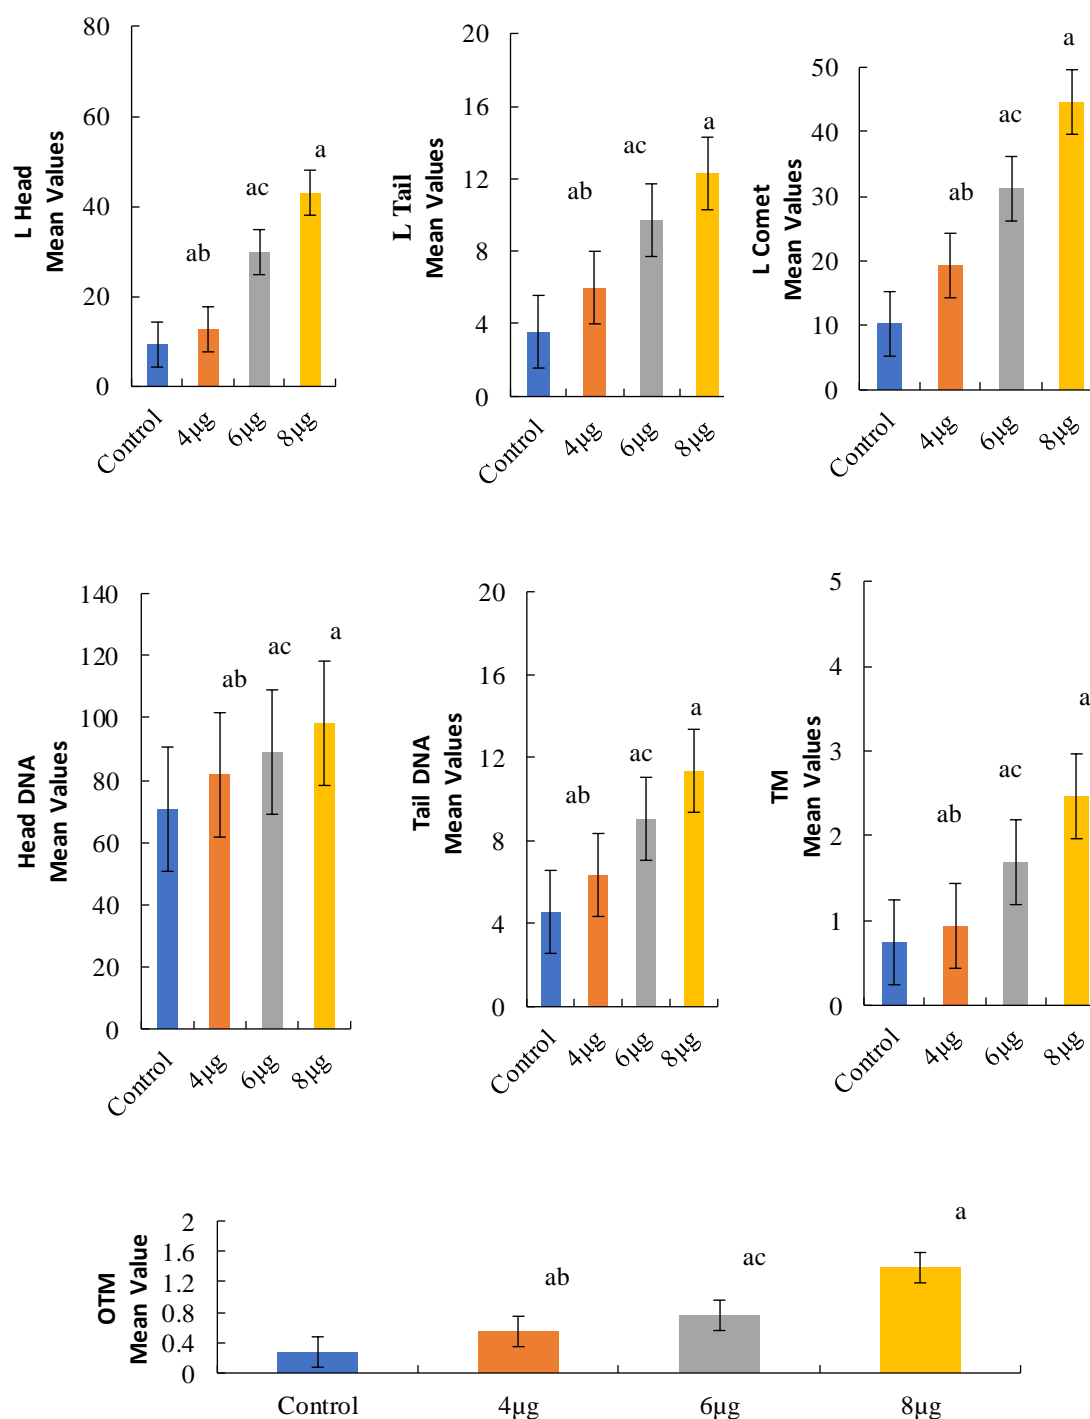 80
60
40
20
0
L Head
Mean Values
ab
ac
a
Control
4µg
6µg
8µg
20
16
12
8
4
0
L Tail
Mean Values
ab
ac
a
Control
4µg
6µg
8µg
50
40
30
20
10
0
L Comet
Mean Values
ab
ac
a
Control
4µg
6µg
8µg
140
120
100
80
60
40
20
0
Head DNA
Mean Values
ab
ac
a
Control
4µg
6µg
8µg
20
16
12
8
4
0
Tail DNA
Mean Values
ab
ac
a
Control
4µg
6µg
8µg
5
4
3
2
1
0
TM
Mean Values
ab
ac
a
Control
4µg
6µg
8µg
2
1.6
1.2
0.8
0.4
0
OTM
Mean Value
ab
ac
a
Control
4µg
6µg
8µg